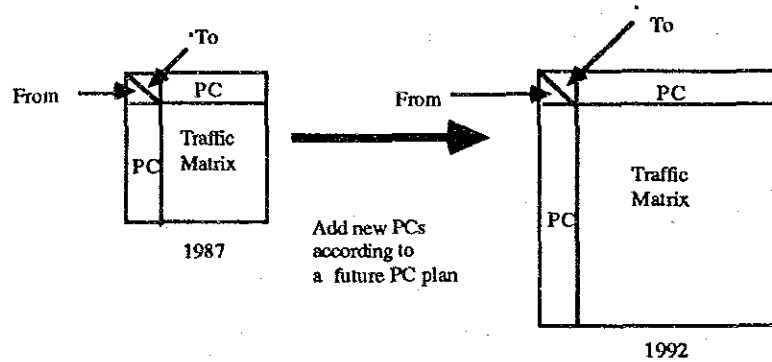 To
From
PC
PC
Traffic
Matrix
1987
Add new PCs
according to
a future PC plan
To
From
PC
PC
Traffic
Matrix
1992